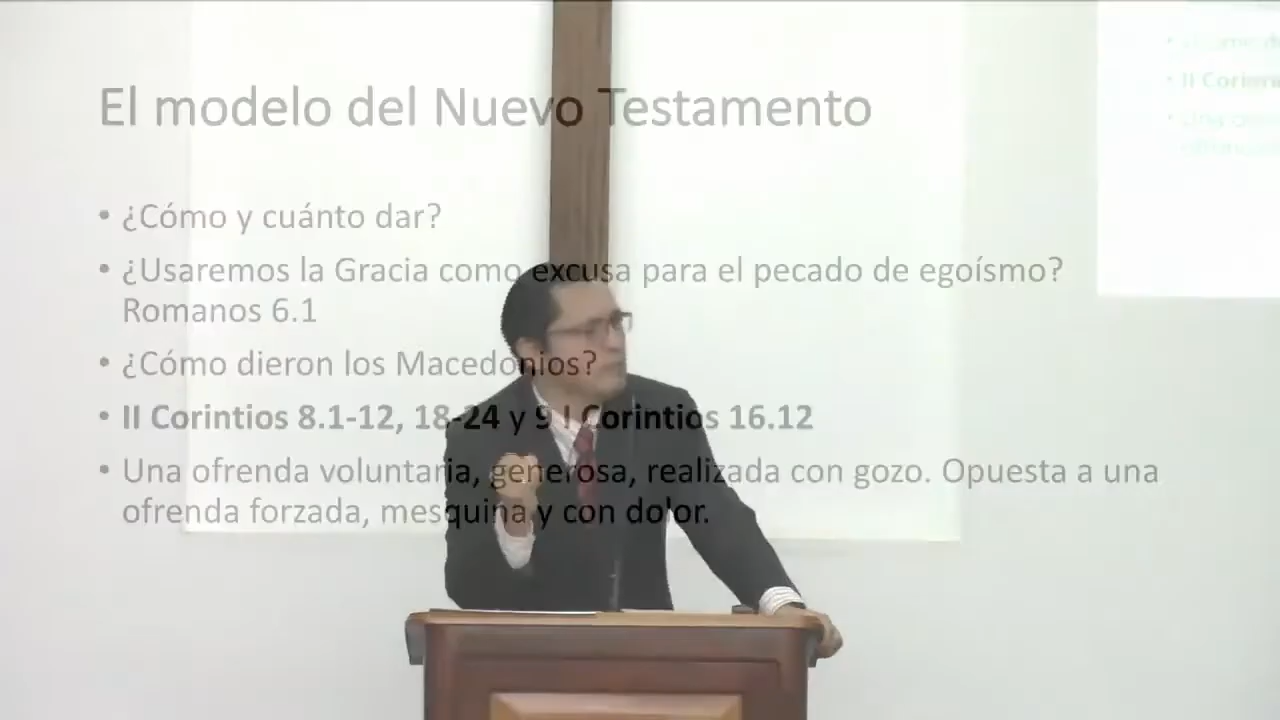 El modelo del Nuevo Testamento
• ¿Cómo y cuánto dar?
• ¿Usaremos la Gracia como excusa para el pecado de egoísmo?
Romanos 6.1
• ¿Cómo dieron los Macedonios?
• II Corintios 8.1-12, 18-24 y 9 I Corintios 16.12
• Una ofrenda voluntaria, generosa, realizada con gozo. Opuesta a una
ofrenda forzada, mesquina y con dolor.
• II